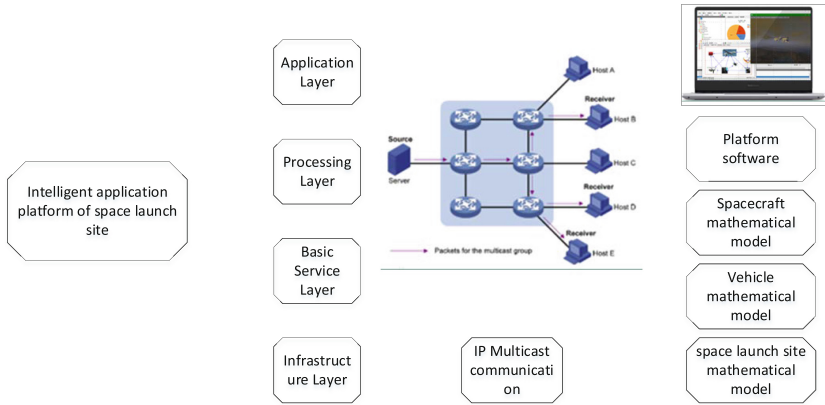 Intelligent application
platform of space launch
site
Application
Layer
Processing
Layer
Basic
Service
Layer
Infrastruct
ure Layer
Host A
Receiver
Host B
Source
Server
Host C
Receiver
Host D
Receiver
Host E
Packets for the multicast group
IP Multicast
communicati
on
Platform
software
Spacecraft
mathematical
model
Vehicle
mathematical
model
space launch site
mathematical
model